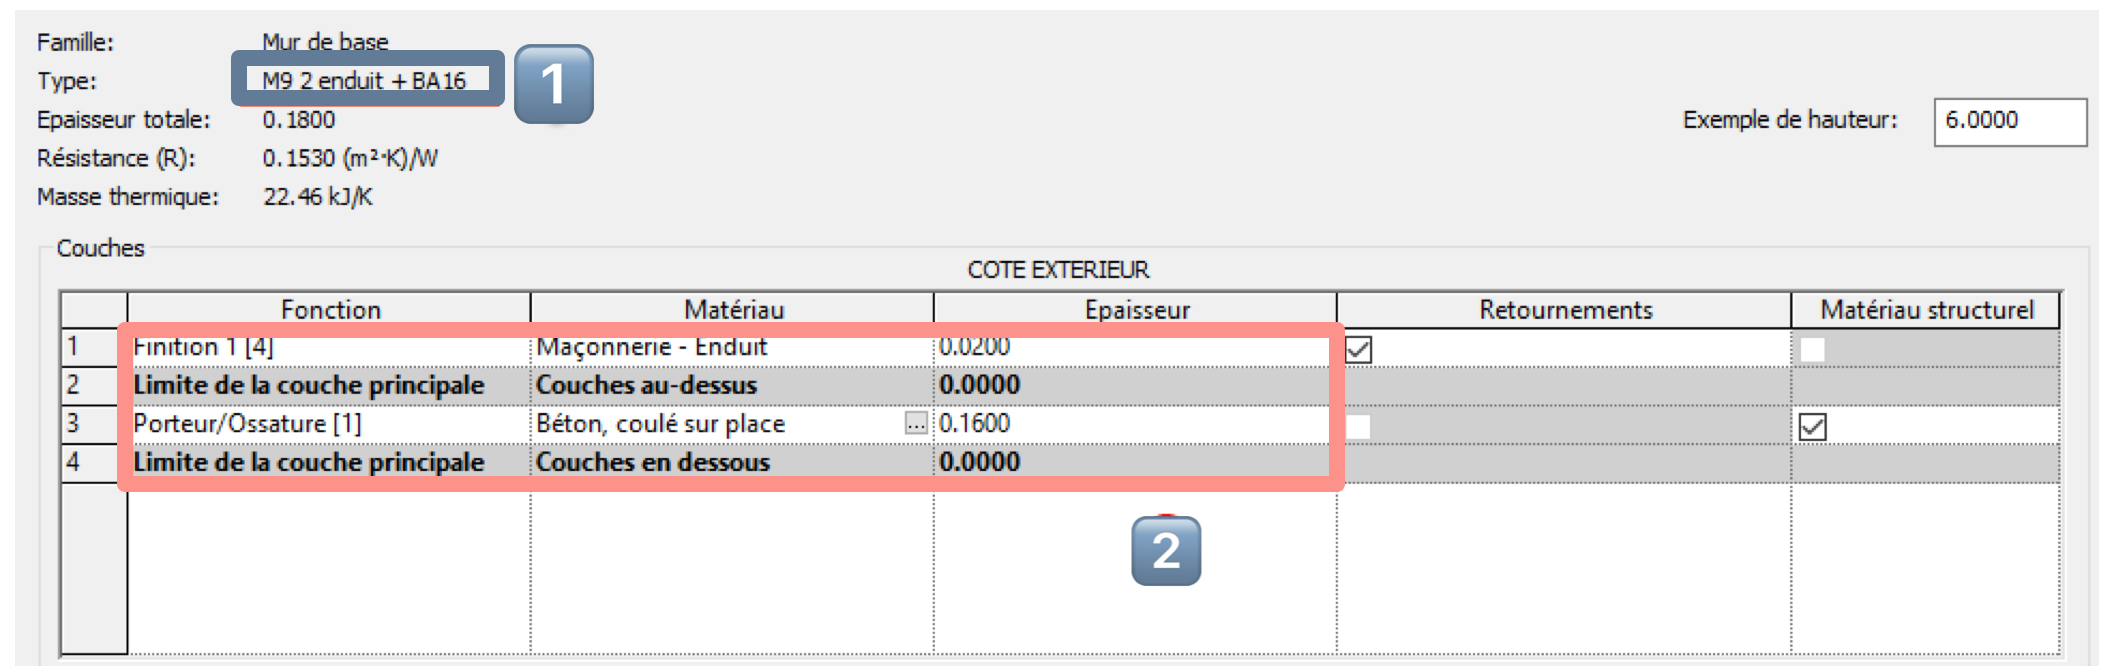 Famille: Mur de base
Type: M9 2 enduit + BA16
1
Epaisseur totale: 0.1800
Exemple de hauteur: 6.0000
Résistance (R): 0.1530 (m²·K)/W
Masse thermique: 22.46 kJ/K
Couches
COTE EXTERIEUR
Fonction Matériau Epaisseur Retournements Matériau structurel
1 Finition 1 [4] Maçonnerie - Enduit 0.0200
2 Limite de la couche principale Couches au-dessus 0.0000
3 Porteur/Ossature [1] Béton, coulé sur place ... 0.1600
4 Limite de la couche principale Couches en dessous 0.0000
2